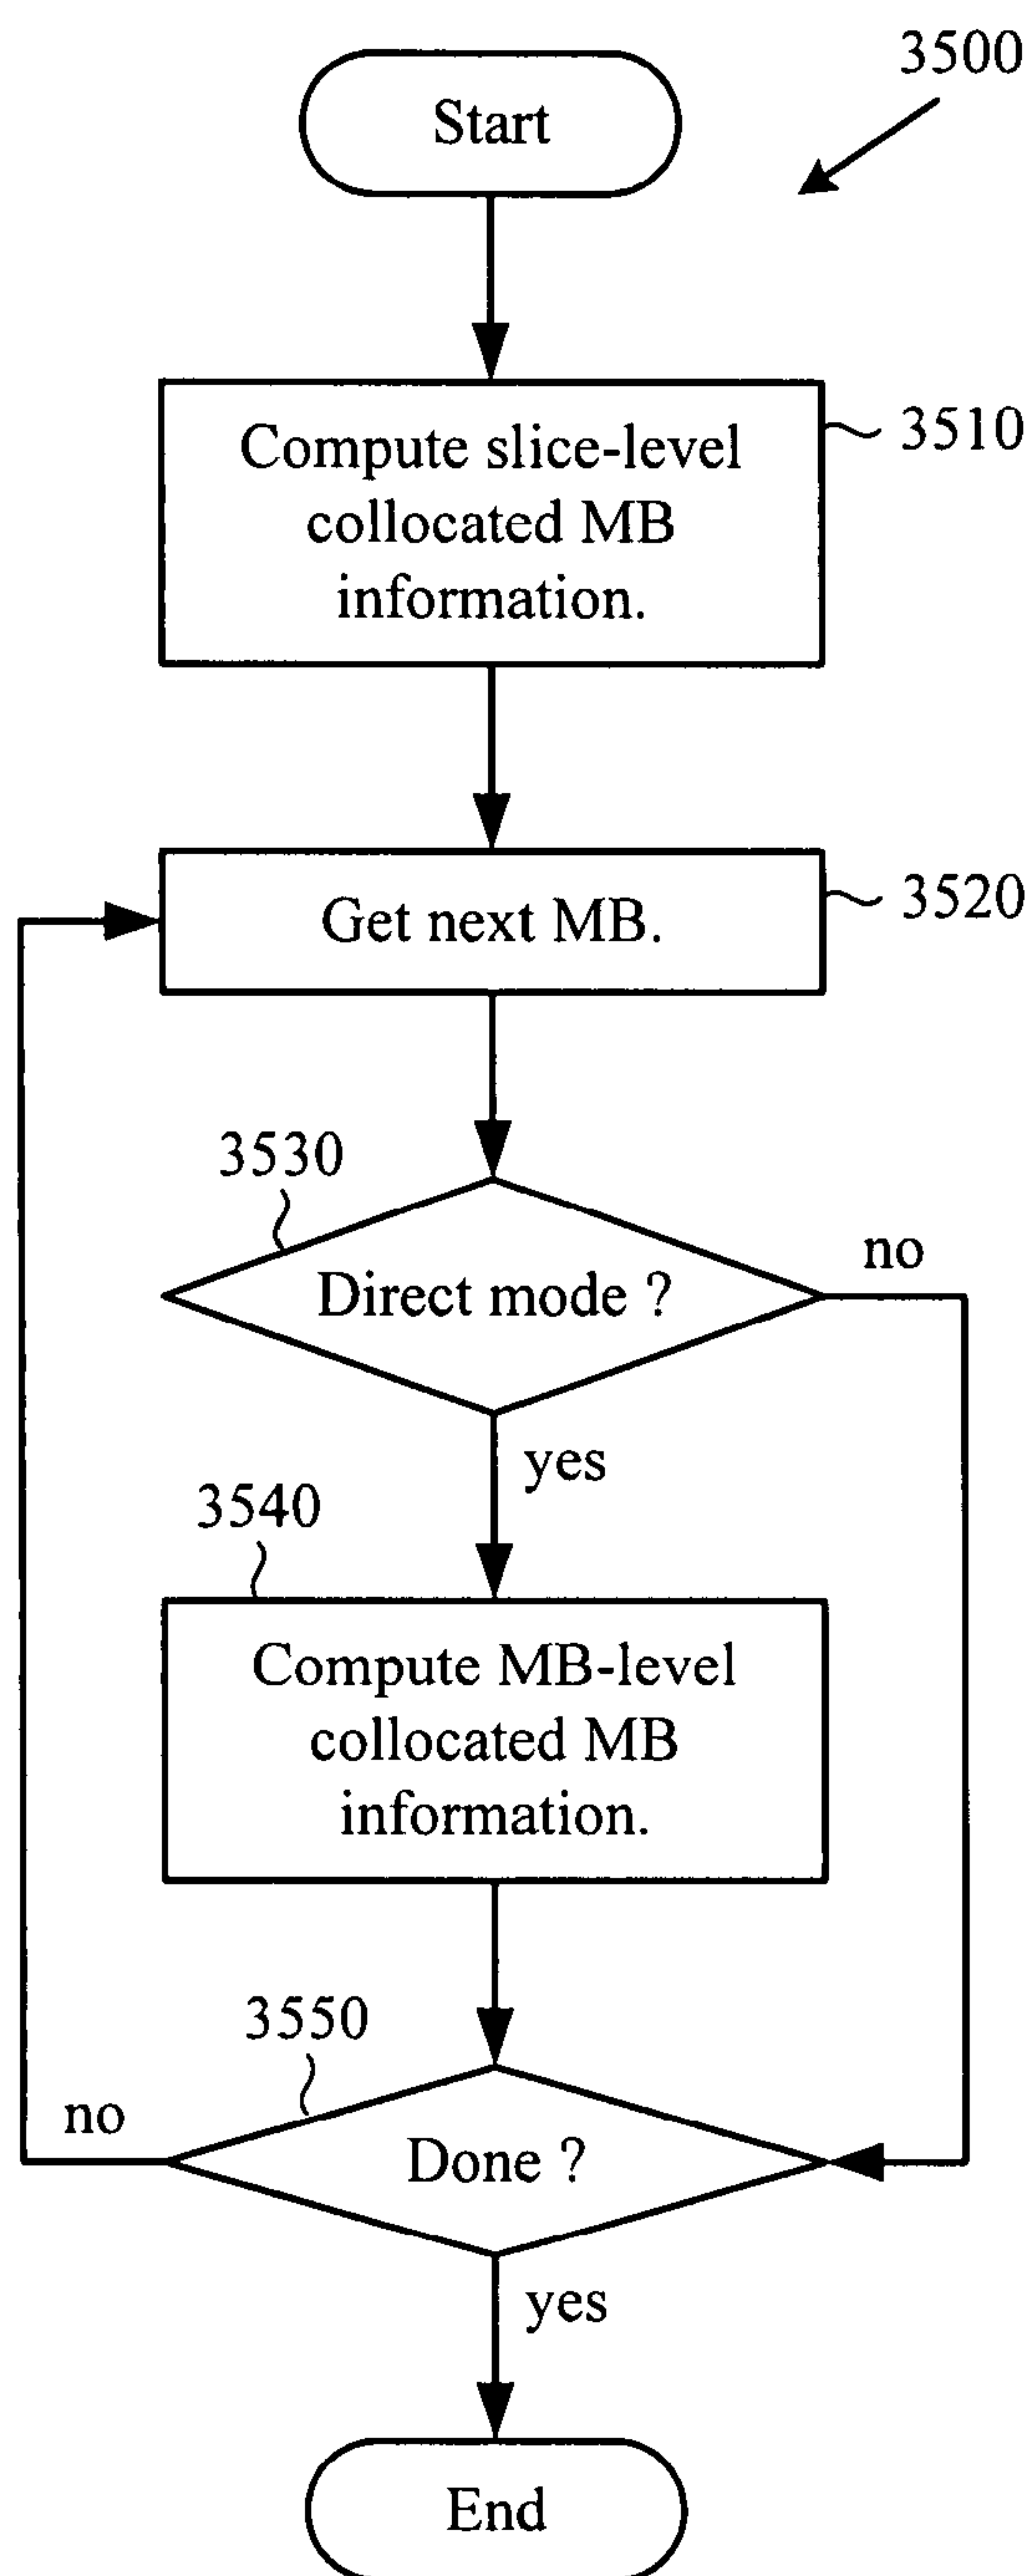 3500
Start
Compute slice-level
collocated MB
information.
3510
Get next MB.
3520
3530
Direct mode ?
no
yes
3540
Compute MB-level
collocated MB
information.
3550
no
Done ?
yes
End